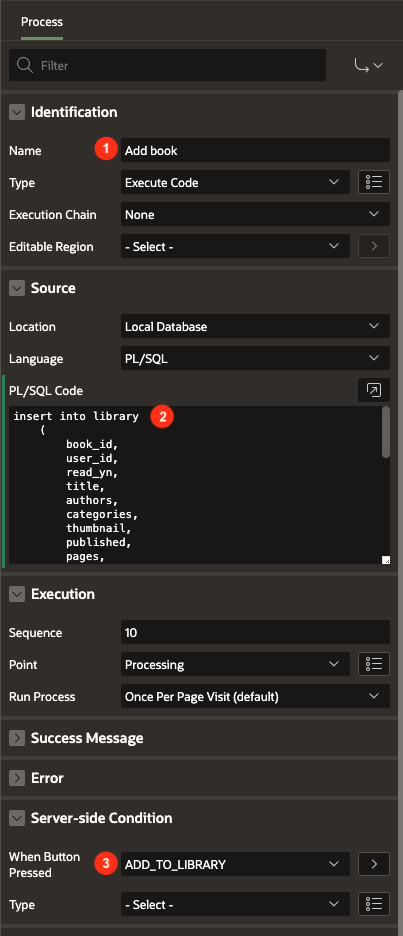 Process
Filter
Identification
Name 1 Add book
Type Execute Code
Execution Chain None
Editable Region - Select -
Source
Location Local Database
Language PL/SQL
PL/SQL Code
insert into library 2
(
book_id,
user_id,
read_yn,
title,
authors,
categories,
thumbnail,
published,
pages,
Execution
Sequence 10
Point Processing
Run Process Once Per Page Visit (default)
Success Message
Error
Server-side Condition
When Button
Pressed 3 ADD_TO_LIBRARY
Type - Select -